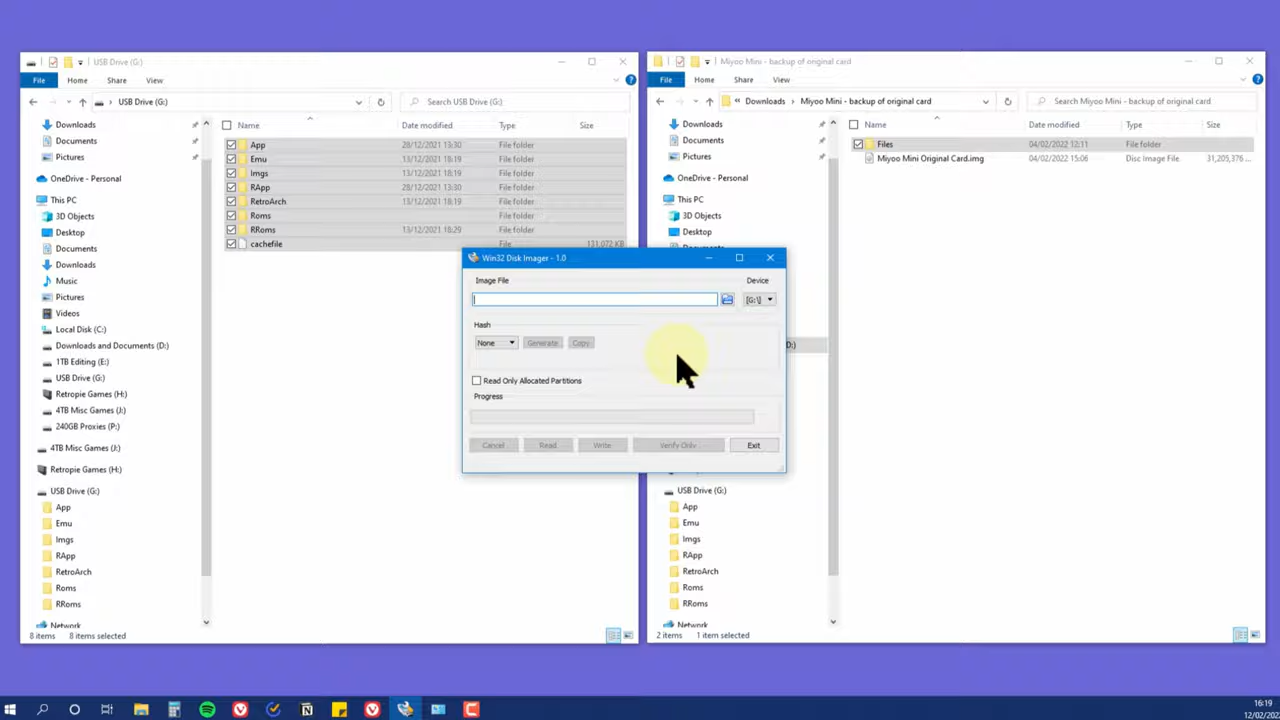 USB Drive (G:)
File
Home
Share
View
USB Drive (G:)
Search USB Drive (G:)
Downloads
Documents
Pictures
OneDrive - Personal
This PC
3D Objects
Desktop
Documents
Downloads
Music
Pictures
Videos
Local Disk (C:)
Downloads and Documents (D:)
1TB Editing (E:)
USB Drive (G:)
Retropie Games (H:)
4TB Misc Games (J:)
240GB Proxies (P:)
4TB Misc Games (J:)
Retropie Games (H:)
USB Drive (G:)
App
Emu
Imgs
RApp
RetroArch
Roms
RRoms
Network
Name Date modified Type Size
App 28/12/2021 13:30 File folder
Emu 13/12/2021 18:19 File folder
Imgs 13/12/2021 18:19 File folder
RApp 28/12/2021 13:30 File folder
RetroArch 13/12/2021 18:19 File folder
Roms File folder
RRoms 13/12/2021 18:29 File folder
cachefile File 131,072 KB
8 items 8 items selected
Win32 Disk Imager - 1.0
Image File Device
[G:\]
Hash
None Generate Copy
Read Only Allocated Partitions
Progress
Cancel Read Write Verify Only Exit
Miyoo Mini - backup of original card
File
Home
Share
View
« Downloads > Miyoo Mini - backup of original card
Search Miyoo Mini - backup of original card
Downloads
Documents
Pictures
OneDrive - Personal
This PC
3D Objects
Desktop
D:)
USB Drive (G:)
App
Emu
Imgs
RApp
RetroArch
Roms
RRoms
Network
Name Date modified Type Size
Files 04/02/2022 12:11 File folder
Miyoo Mini Original Card.img 04/02/2022 15:06 Disc Image File 31,205,376 ...
2 items 1 item selected
16:19
12/02/202